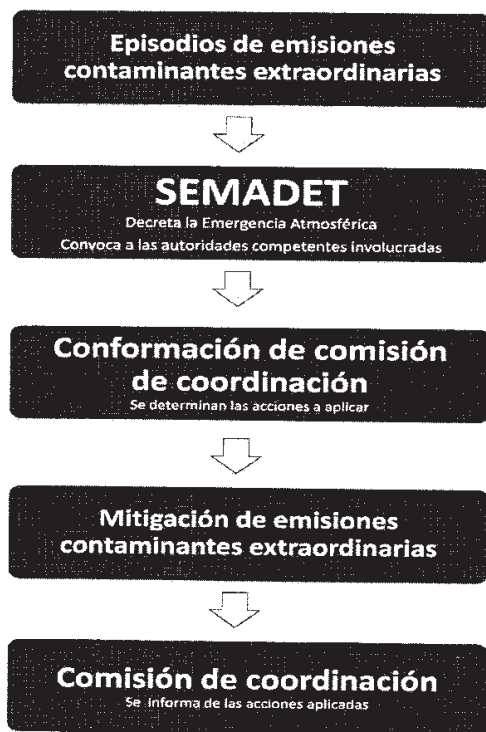 Episodios de emisiones
contaminantes extraordinarias
SEMADET
Decreta la Emergencia Atmosférica
Convoca a las autoridades competentes involucradas
Conformación de comisión
de coordinación
Se determinan las acciones a aplicar
Mitigación de emisiones
contaminantes extraordinarias
Comisión de coordinación
Se informa de las acciones aplicadas